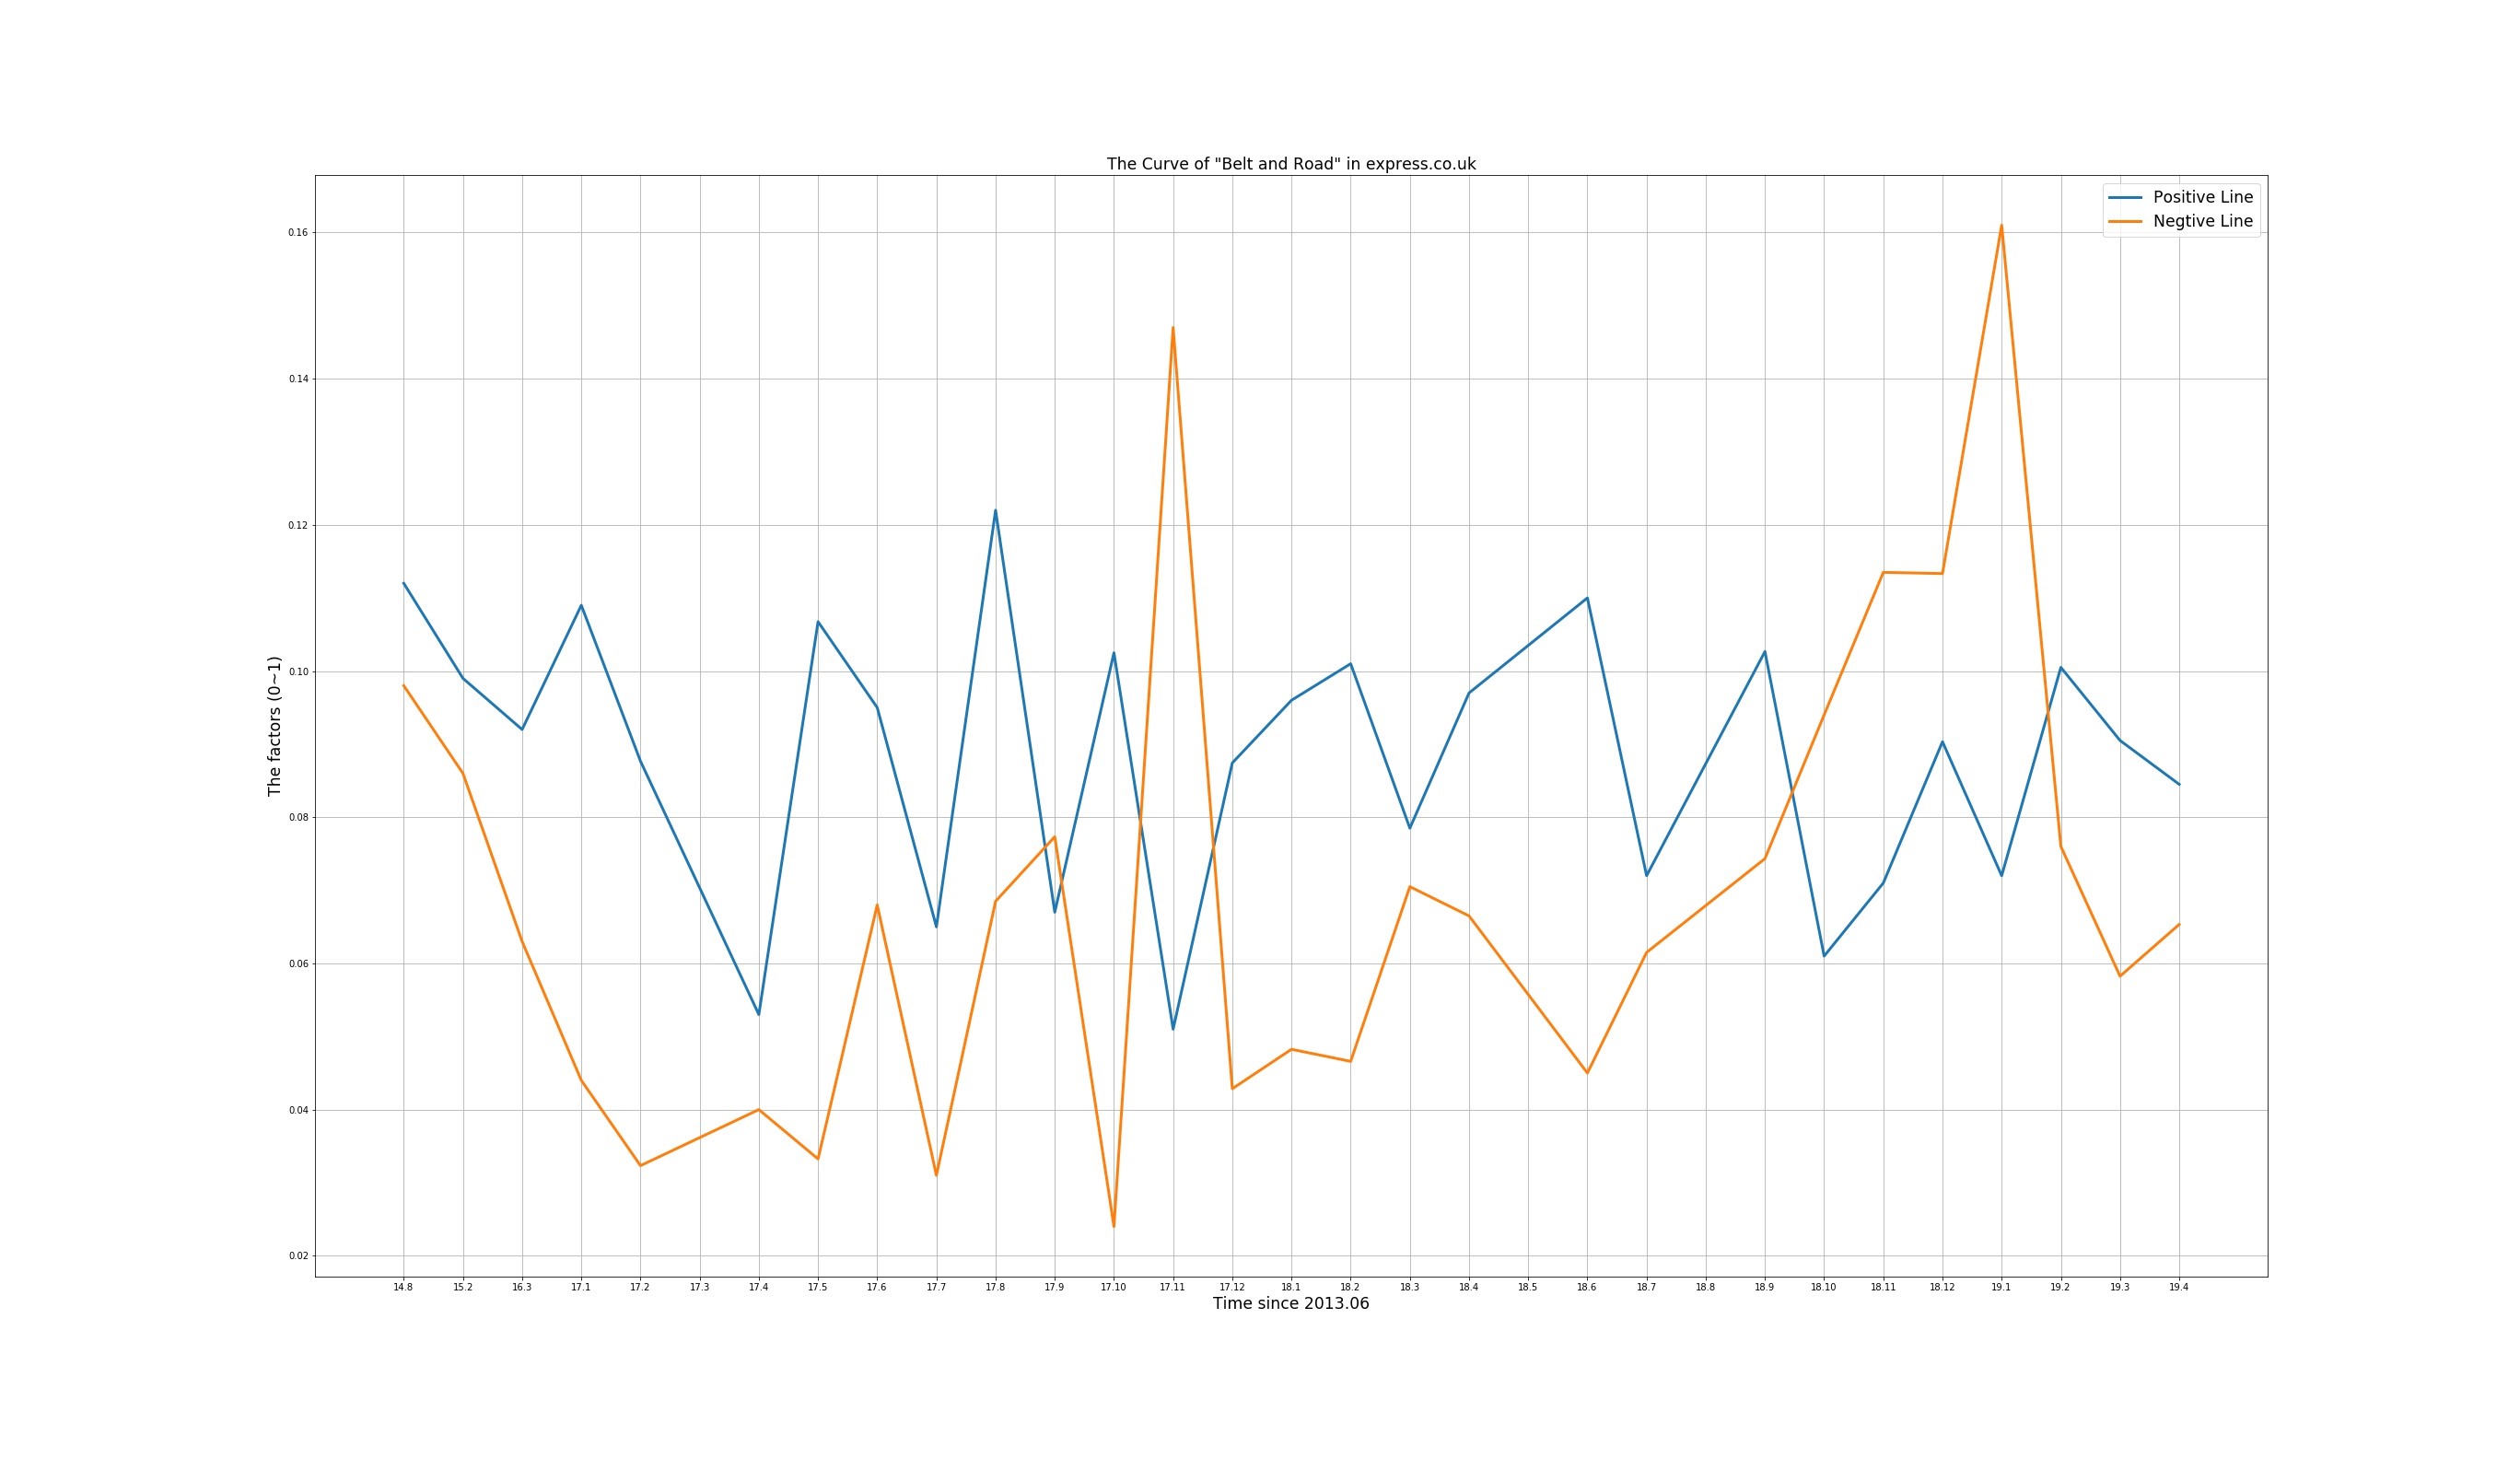 The Curve of "Belt and Road" in express.co.uk
Positive Line
Negtive Line
The factors (0~1)
0.16
0.14
0.12
0.10
0.08
0.06
0.04
0.02
14.8 15.2 16.3 17.1 17.2 17.3 17.4 17.5 17.6 17.7 17.8 17.9 17.10 17.11 17.12 18.1 18.2 18.3 18.4 18.5 18.6 18.7 18.8 18.9 18.10 18.11 18.12 19.1 19.2 19.3 19.4
Time since 2013.06